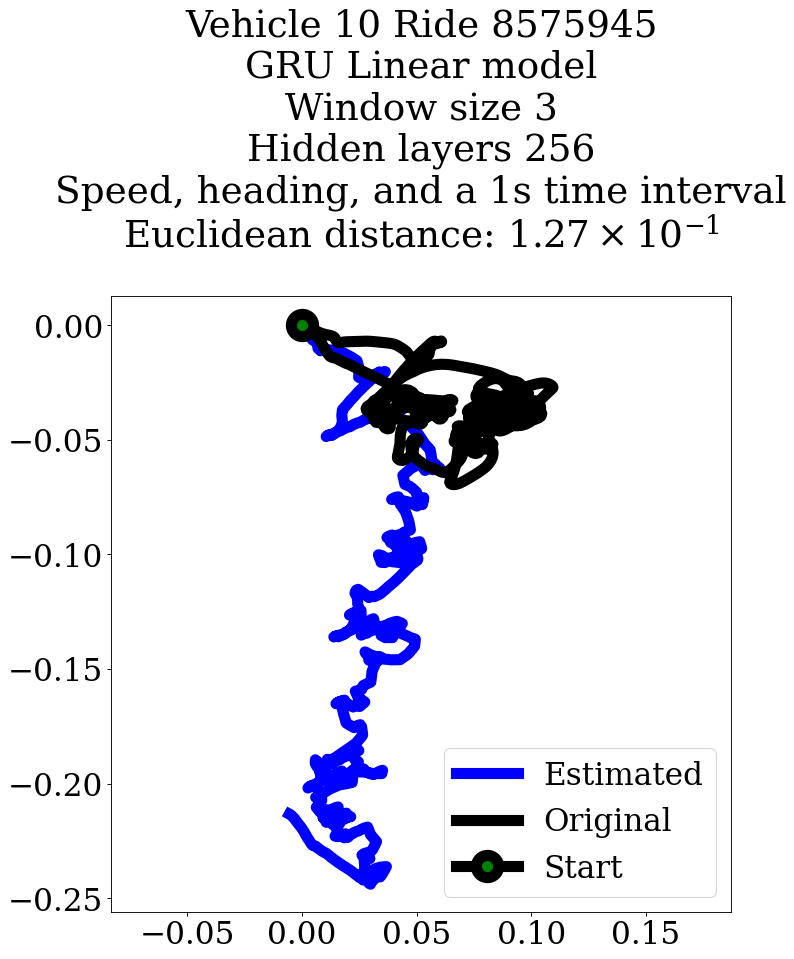 Vehicle 10 Ride 8575945
GRU Linear model
Window size 3
Hidden layers 256
Speed, heading, and a 1s time interval
Euclidean distance: 1.27 × 10⁻¹
0.00
−0.05
−0.10
−0.15
−0.20
−0.25
Estimated
Original
Start
−0.05 0.00 0.05 0.10 0.15